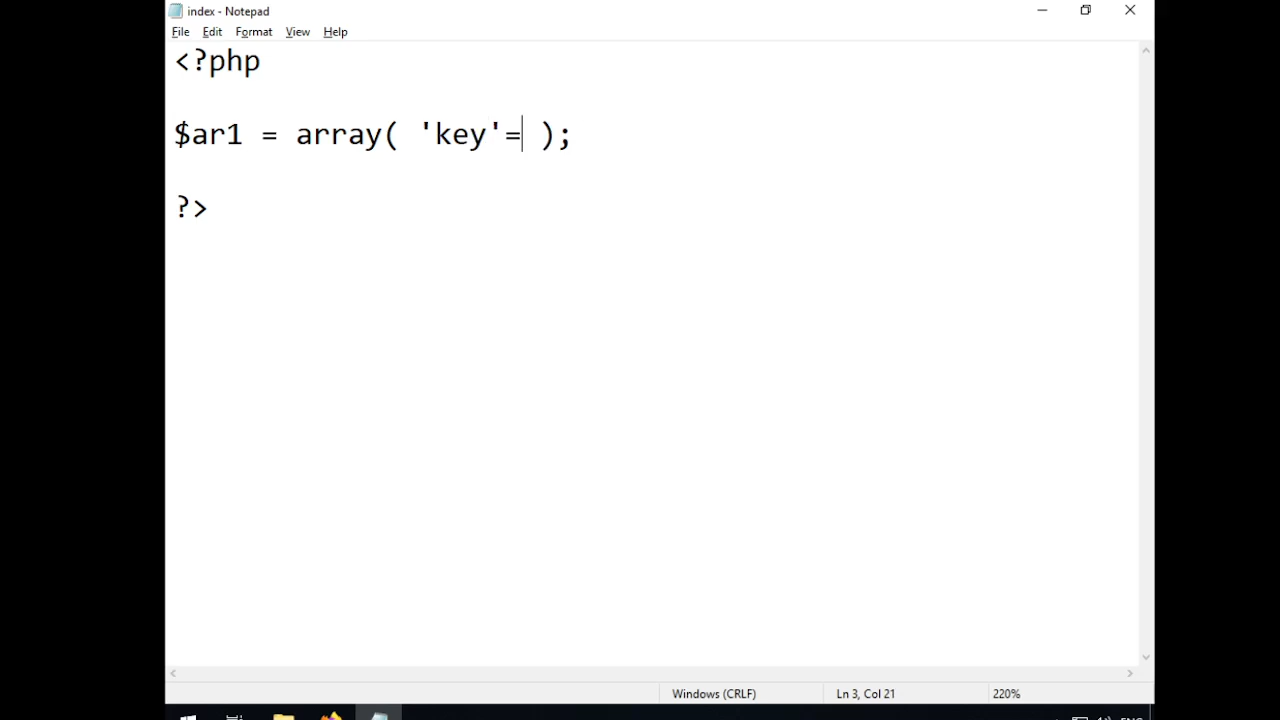 index - Notepad
File Edit Format View Help
<?php
$ar1 = array( 'key'= );
?>
Windows (CRLF) Ln 3, Col 21 220%